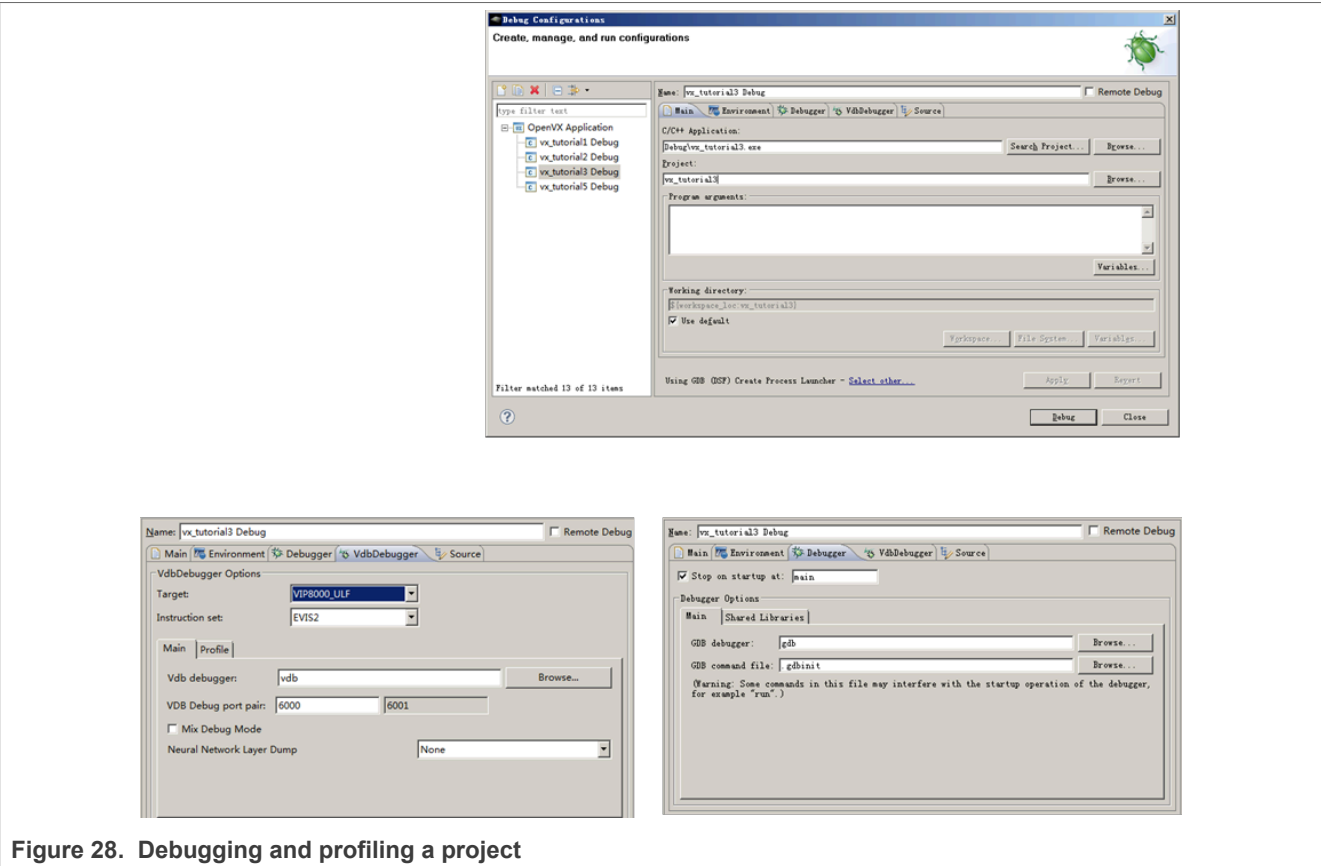 Debug Configurations
Create, manage, and run configurations
Name: vx_tutorial3 Debug
Remote Debug
type filter text
OpenVX Application
vx_tutorial1 Debug
vx_tutorial2 Debug
vx_tutorial3 Debug
vx_tutorial5 Debug
Filter matched 13 of 13 items
Main Environment Debugger VdbDebugger Source
C/C++ Application:
Debug\vx_tutorial3.exe Search Project... Browse...
Project:
vx_tutorial3 Browse...
Program arguments:
Variables...
Working directory:
${workspace_loc:vx_tutorial3}
Use default
Workspace... File System... Variables...
Using GDB (DSF) Create Process Launcher - Select other... Apply Revert
? Debug Close
Name: vx_tutorial3 Debug Remote Debug
Main Environment Debugger VdbDebugger Source
VdbDebugger Options
Target: VIP8000_ULF
Instruction set: EVIS2
Main Profile
Vdb debugger: vdb Browse...
VDB Debug port pair: 6000 6001
Mix Debug Mode
Neural Network Layer Dump None
Name: vx_tutorial3 Debug Remote Debug
Main Environment Debugger VdbDebugger Source
Stop on startup at: main
Debugger Options
Main Shared Libraries
GDB debugger: gdb Browse...
GDB command file: .gdbinit Browse...
(Warning: Some commands in this file may interfere with the startup operation of the debugger,
for example "run".)
Figure 28. Debugging and profiling a project